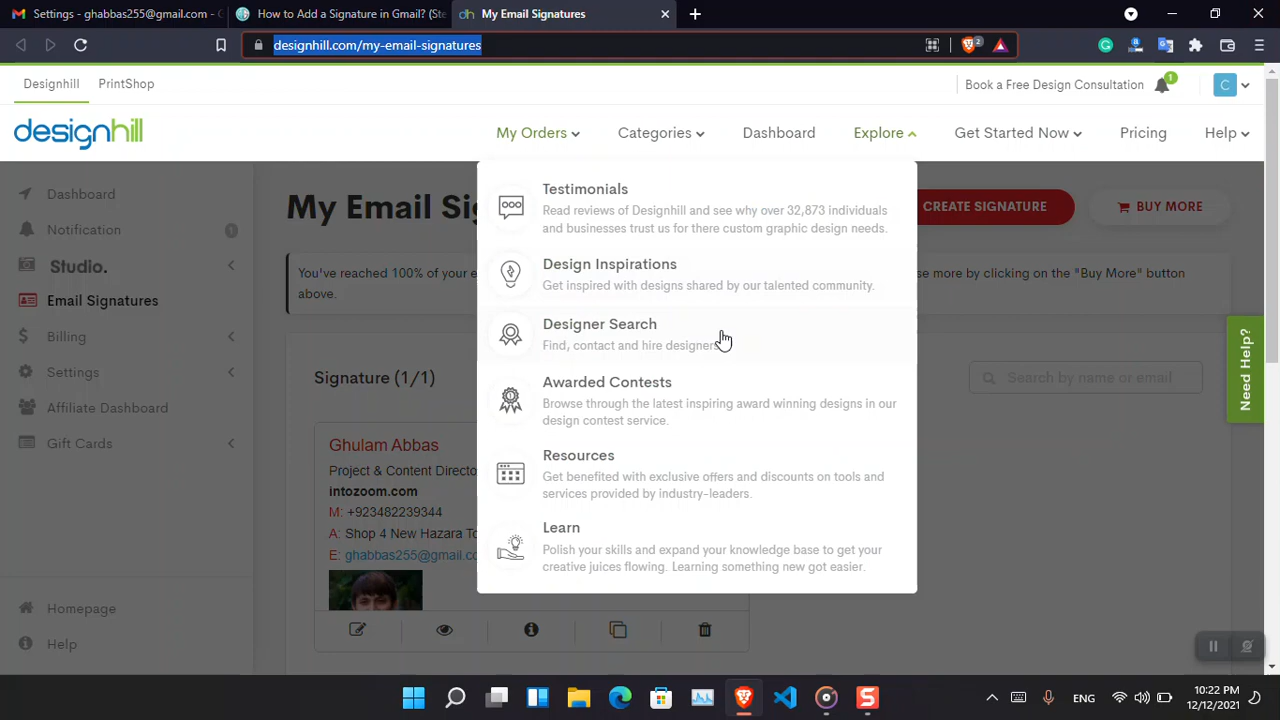 Settings - ghabbas255@gmail.com - G
How to Add a Signature in Gmail? (Ste
My Email Signatures
designhill.com/my-email-signatures
2
Designhill
PrintShop
Book a Free Design Consultation
1
C
designhill
My Orders
Categories
Dashboard
Explore
Get Started Now
Pricing
Help
Dashboard
Notification
1
Studio.
Email Signatures
Billing
Settings
Affiliate Dashboard
Gift Cards
Homepage
Help
My Email Si
CREATE SIGNATURE
BUY MORE
You've reached 100% of your e
se more by clicking on the "Buy More" button
above.
Signature (1/1)
Search by name or email
Ghulam Abbas
Project & Content Directo
intozoom.com
M: +923482239344
A: Shop 4 New Hazara To
E: ghabbas255@gmail.co
Testimonials
Read reviews of Designhill and see why over 32,873 individuals
and businesses trust us for there custom graphic design needs.
Design Inspirations
Get inspired with designs shared by our talented community.
Designer Search
Find, contact and hire designers
Awarded Contests
Browse through the latest inspiring award winning designs in our
design contest service.
Resources
Get benefited with exclusive offers and discounts on tools and
services provided by industry-leaders.
Learn
Polish your skills and expand your knowledge base to get your
creative juices flowing. Learning something new got easier.
Need Help?
ENG
10:22 PM
12/12/2021